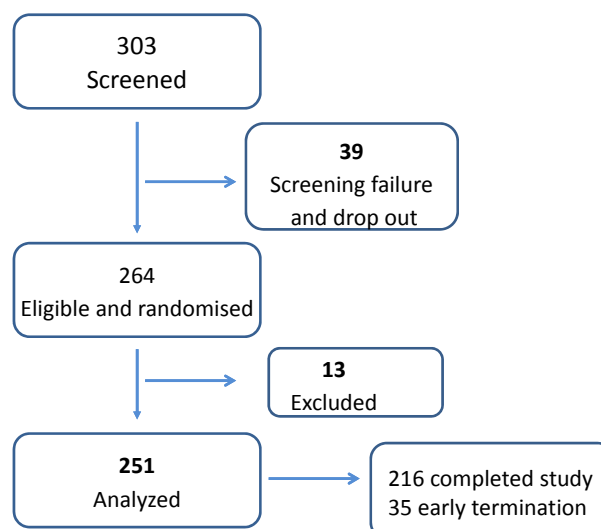 303
Screened
39
Screening failure
and drop out
264
Eligible and randomised
13
Excluded
251
Analyzed
216 completed study
35 early termination